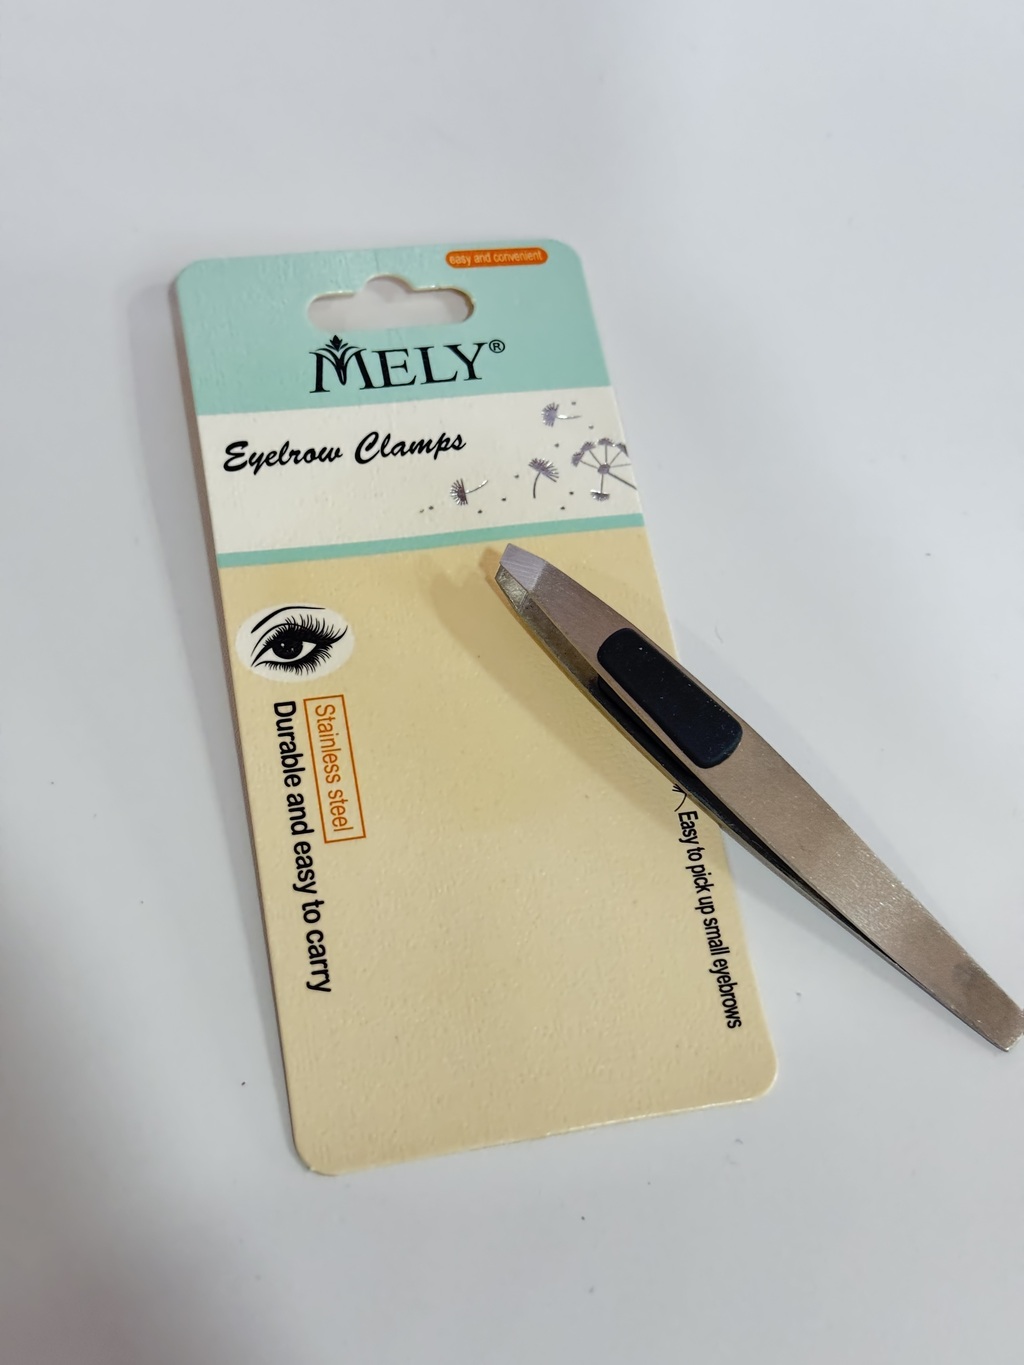 easy and convenient
MELY®
Eyelrow Clamps
Stainless steel
Durable and easy to carry
Easy to pick up small eyebrows